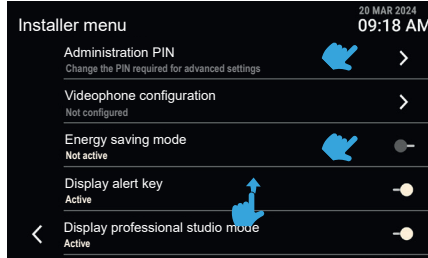 20 MAR 2024
Installer menu
09:18 AM
Administration PIN
Change the PIN required for advanced settings
Videophone configuration
Not configured
Energy saving mode
Not active
Display alert key
Active
Display professional studio mode
Active